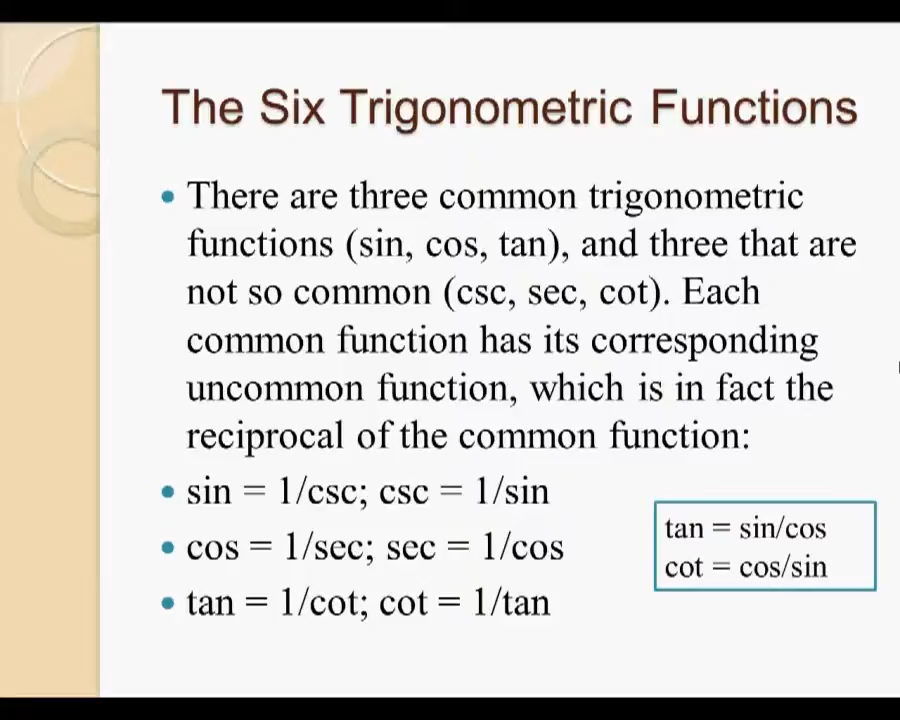 The Six Trigonometric Functions
• There are three common trigonometric
functions (sin, cos, tan), and three that are
not so common (csc, sec, cot). Each
common function has its corresponding
uncommon function, which is in fact the
reciprocal of the common function:
• sin = 1/csc; csc = 1/sin
• cos = 1/sec; sec = 1/cos
• tan = 1/cot; cot = 1/tan
tan = sin/cos
cot = cos/sin